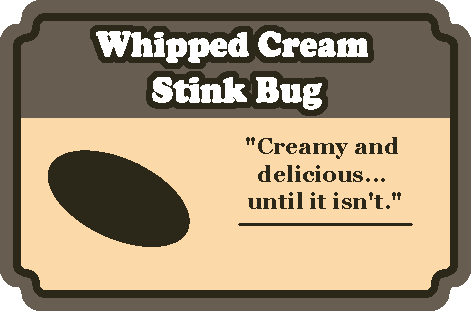 Whipped Cream
Stink Bug
"Creamy and
delicious...
until it isn't."